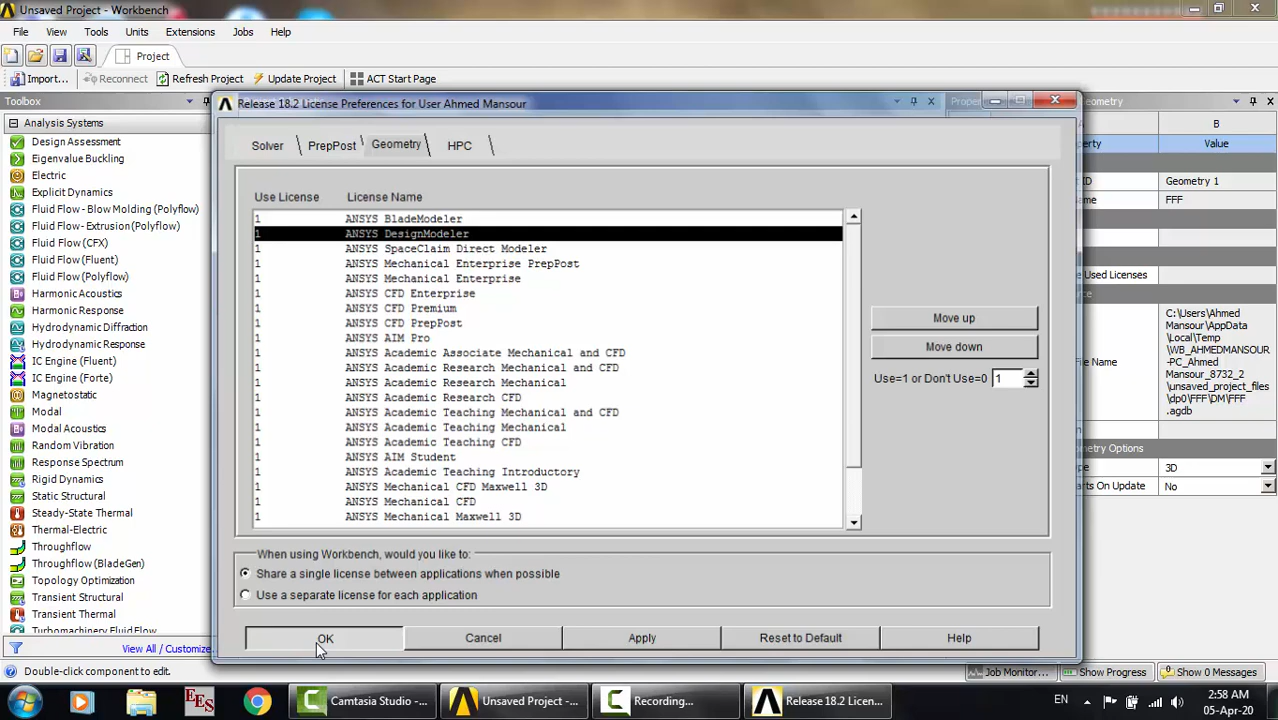 Unsaved Project - Workbench
File View Tools Units Extensions Jobs Help
Project
Import... Reconnect Refresh Project Update Project ACT Start Page
Toolbox
Analysis Systems
Design Assessment
Eigenvalue Buckling
Electric
Explicit Dynamics
Fluid Flow - Blow Molding (Polyflow)
Fluid Flow - Extrusion (Polyflow)
Fluid Flow (CFX)
Fluid Flow (Fluent)
Fluid Flow (Polyflow)
Harmonic Acoustics
Harmonic Response
Hydrodynamic Diffraction
Hydrodynamic Response
IC Engine (Fluent)
IC Engine (Forte)
Magnetostatic
Modal
Modal Acoustics
Random Vibration
Response Spectrum
Rigid Dynamics
Static Structural
Steady-State Thermal
Thermal-Electric
Throughflow
Throughflow (BladeGen)
Topology Optimization
Transient Structural
Transient Thermal
Turbomachinery Fluid Flow
View All / Customize...
Double-click component to edit.
Release 18.2 License Preferences for User Ahmed Mansour
Solver PrepPost Geometry HPC
Use License License Name
1 ANSYS BladeModeler
1 ANSYS DesignModeler
1 ANSYS SpaceClaim Direct Modeler
1 ANSYS Mechanical Enterprise PrepPost
1 ANSYS Mechanical Enterprise
1 ANSYS CFD Enterprise
1 ANSYS CFD Premium
1 ANSYS CFD PrepPost
1 ANSYS AIM Pro
1 ANSYS Academic Associate Mechanical and CFD
1 ANSYS Academic Research Mechanical and CFD
1 ANSYS Academic Research Mechanical
1 ANSYS Academic Research CFD
1 ANSYS Academic Teaching Mechanical and CFD
1 ANSYS Academic Teaching Mechanical
1 ANSYS Academic Teaching CFD
1 ANSYS AIM Student
1 ANSYS Academic Teaching Introductory
1 ANSYS Mechanical CFD Maxwell 3D
1 ANSYS Mechanical CFD
1 ANSYS Mechanical Maxwell 3D
Move up
Move down
Use=1 or Don't Use=0 1
When using Workbench, would you like to:
Share a single license between applications when possible
Use a separate license for each application
OK Cancel Apply Reset to Default Help
B
Value
Geometry 1
FFF
Used Licenses
C:\Users\Ahmed
Mansour\AppData
\Local\Temp
\WB_AHMEDMANSOUR-
PC_Ahmed
Mansour_8732_2
\unsaved_project_files
\dp0\FFF\DM\FFF
.agdb
File Name
3D
No
Job Monitor... Show Progress Show 0 Messages
EES
Camtasia Studio -...
Unsaved Project -...
Recording...
Release 18.2 Licen...
EN
2:58 AM
05-Apr-20